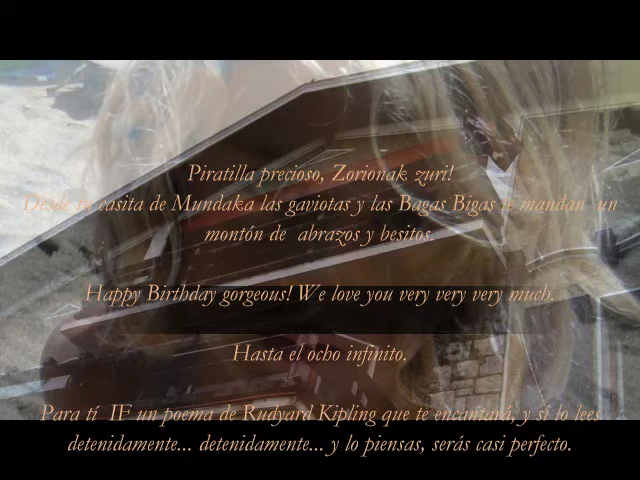 Piratilla precioso, Zorionak zuri!
Desde tu casita de Mundaka las gaviotas y las Bagas Bigas te mandan un
montón de abrazos y besitos.
Happy Birthday gorgeous! We love you very very very much.
Hasta el ocho infinito.
Para tí IF un poema de Rudyard Kipling que te encantará, y si lo lees
detenidamente... detenidamente... y lo piensas, serás casi perfecto.